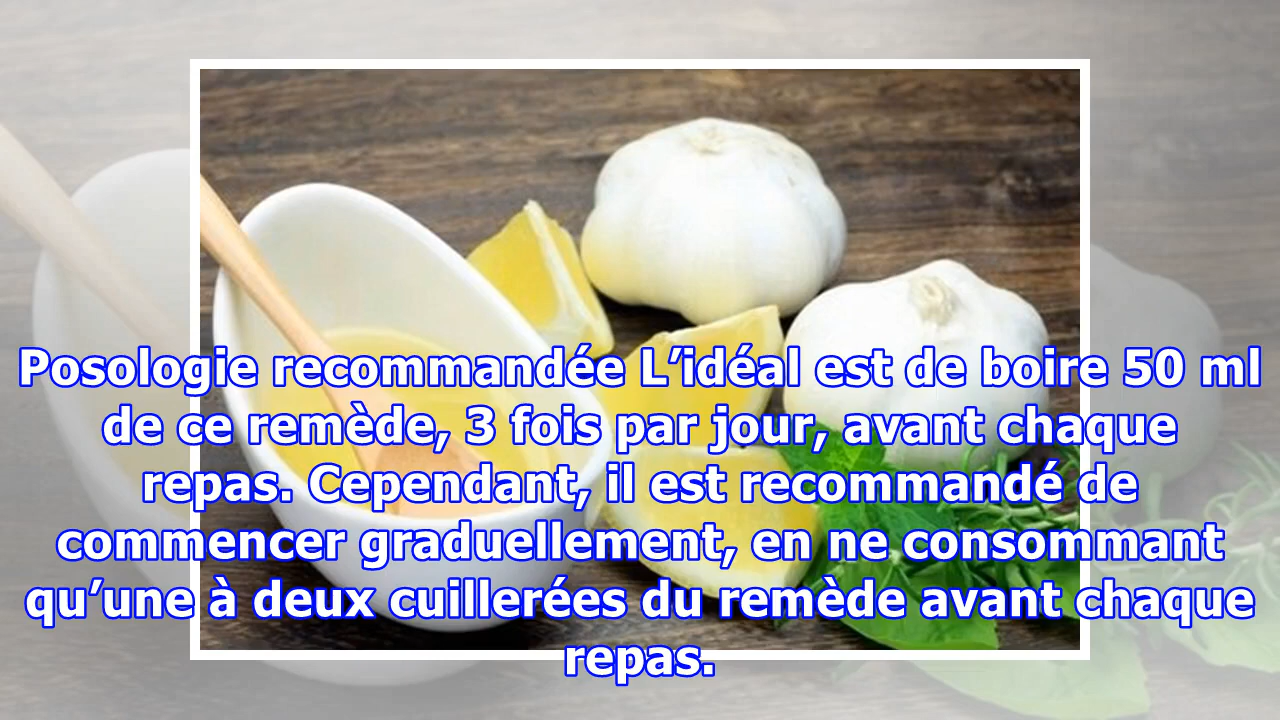 Posologie recommandée L’idéal est de boire 50 ml
de ce remède, 3 fois par jour, avant chaque
repas. Cependant, il est recommandé de
commencer graduellement, en ne consommant
qu’une à deux cuillerées du remède avant chaque
repas.